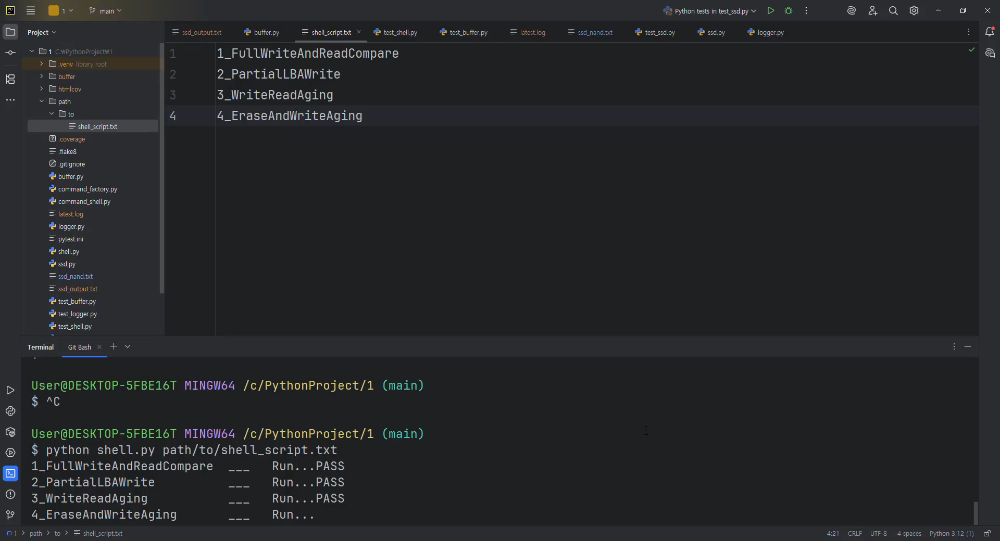 PC
1
main
Python tests in test_ssd.py
Project
ssd_output.txt
buffer.py
shell_script.txt
test_shell.py
test_buffer.py
latest.log
ssd_nand.txt
test_ssd.py
ssd.py
logger.py
1 C:₩PythonProject₩1
.venv library root
buffer
htmlcov
path
to
shell_script.txt
.coverage
.flake8
.gitignore
buffer.py
command_factory.py
command_shell.py
latest.log
logger.py
pytest.ini
shell.py
ssd.py
ssd_nand.txt
ssd_output.txt
test_buffer.py
test_logger.py
test_shell.py
1 1_FullWriteAndReadCompare
2 2_PartialLBAWrite
3 3_WriteReadAging
4 4_EraseAndWriteAging
Terminal
Git Bash
User@DESKTOP-5FBE16T MINGW64 /c/PythonProject/1 (main)
$ ^C
User@DESKTOP-5FBE16T MINGW64 /c/PythonProject/1 (main)
$ python shell.py path/to/shell_script.txt
1_FullWriteAndReadCompare ___ Run...PASS
2_PartialLBAWrite ___ Run...PASS
3_WriteReadAging ___ Run...PASS
4_EraseAndWriteAging ___ Run...
1 > path > to > shell_script.txt
4:21 CRLF UTF-8 4 spaces Python 3.12 (1)